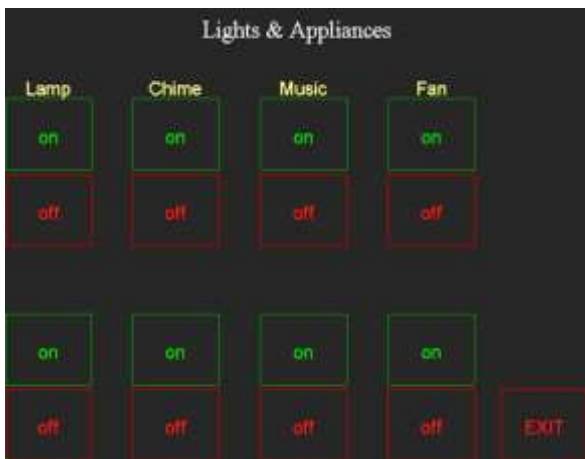 Lights & Appliances
Lamp Chime Music Fan
on on on on
off off off off
on on on on
off off off off EXIT